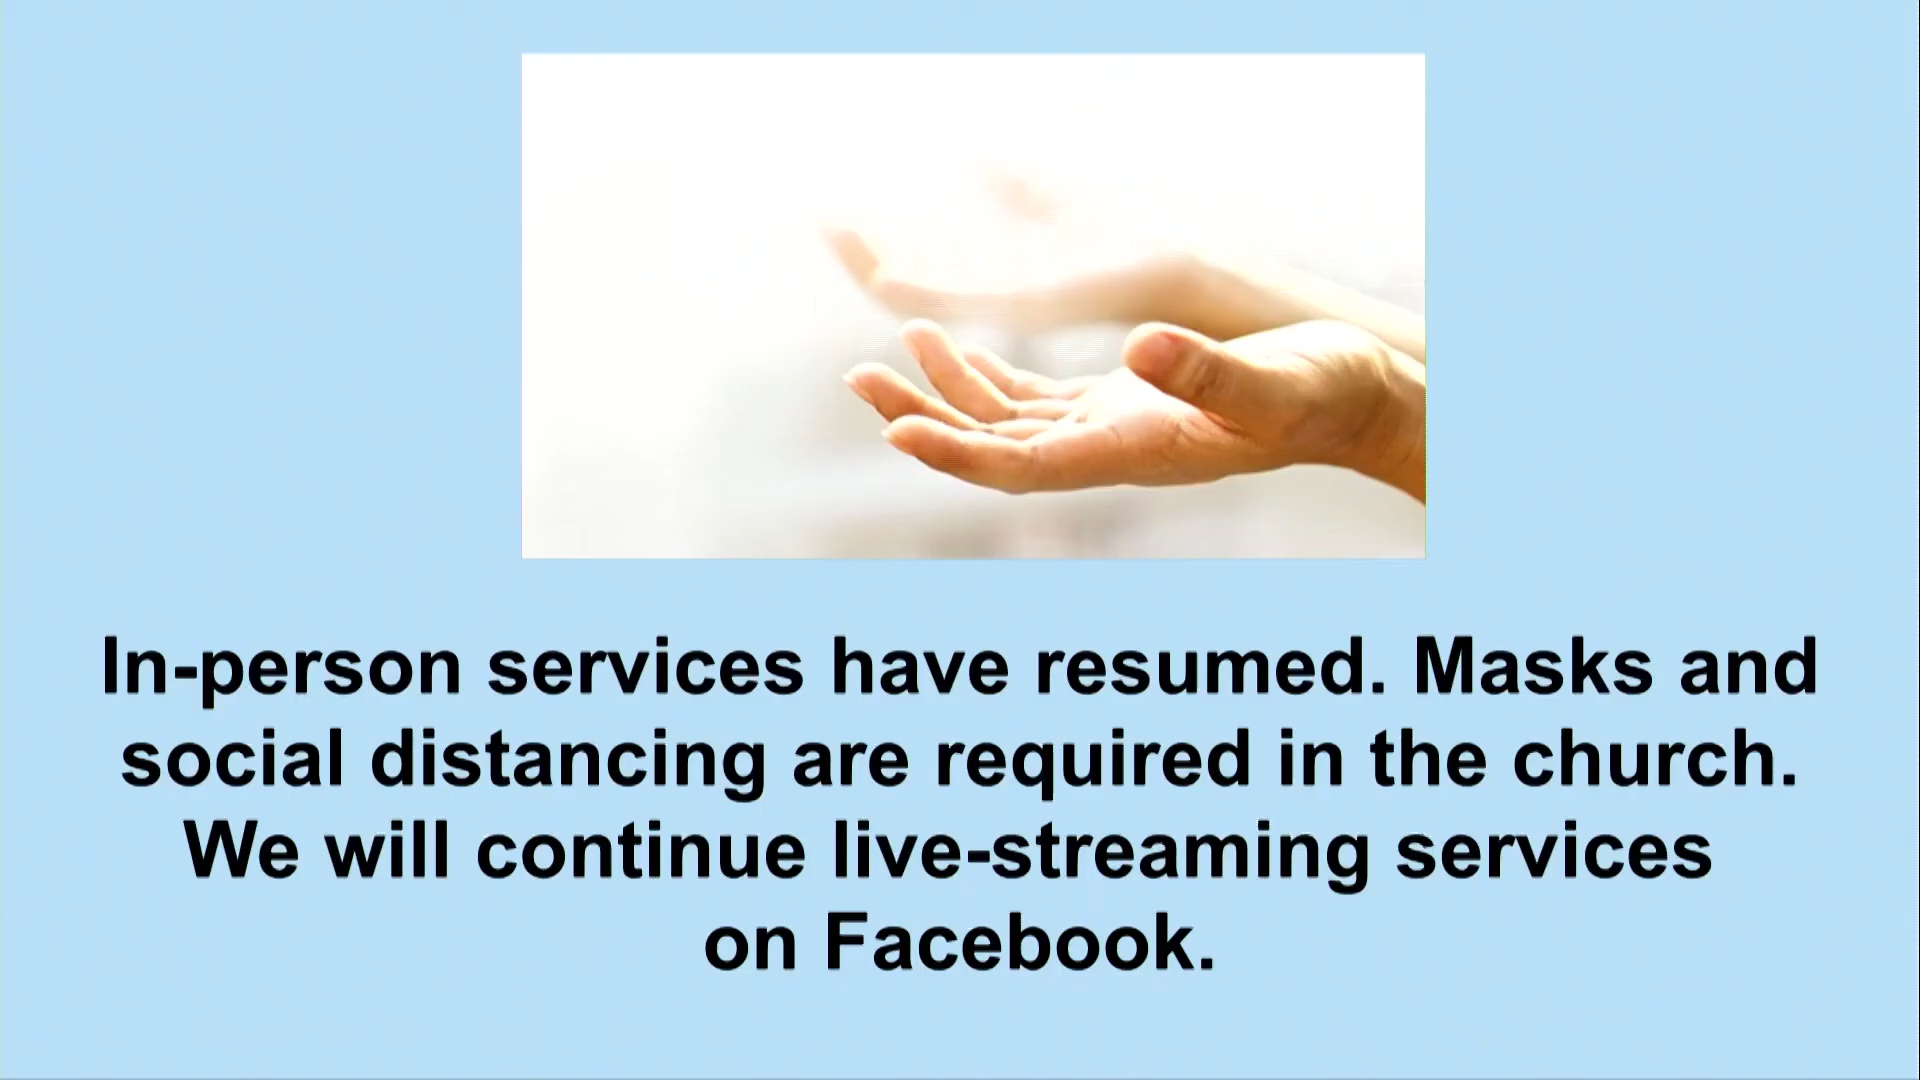 In-person services have resumed. Masks and
social distancing are required in the church.
We will continue live-streaming services
on Facebook.